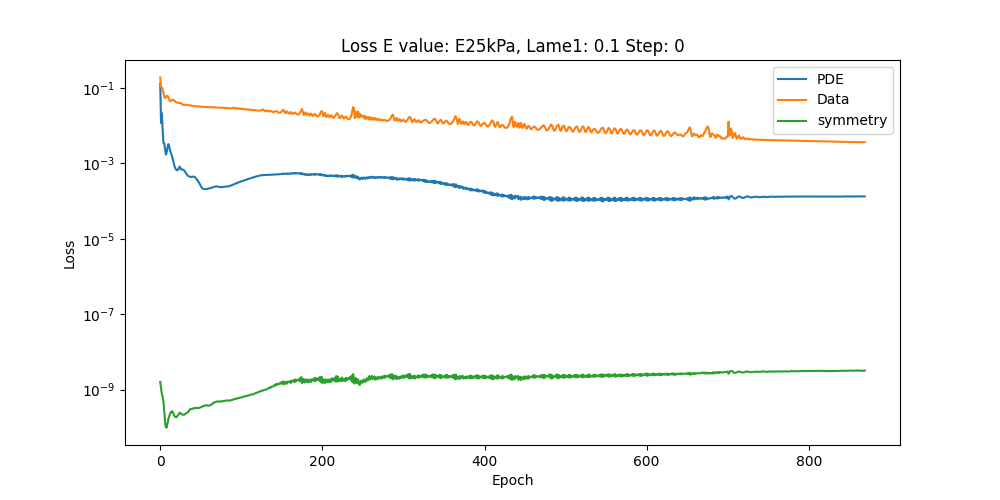 Loss E value: E25kPa, Lame1: 0.1 Step: 0
PDE
Data
symmetry
10⁻¹
10⁻³
10⁻⁵
10⁻⁷
10⁻⁹
Loss
0 200 400 600 800
Epoch